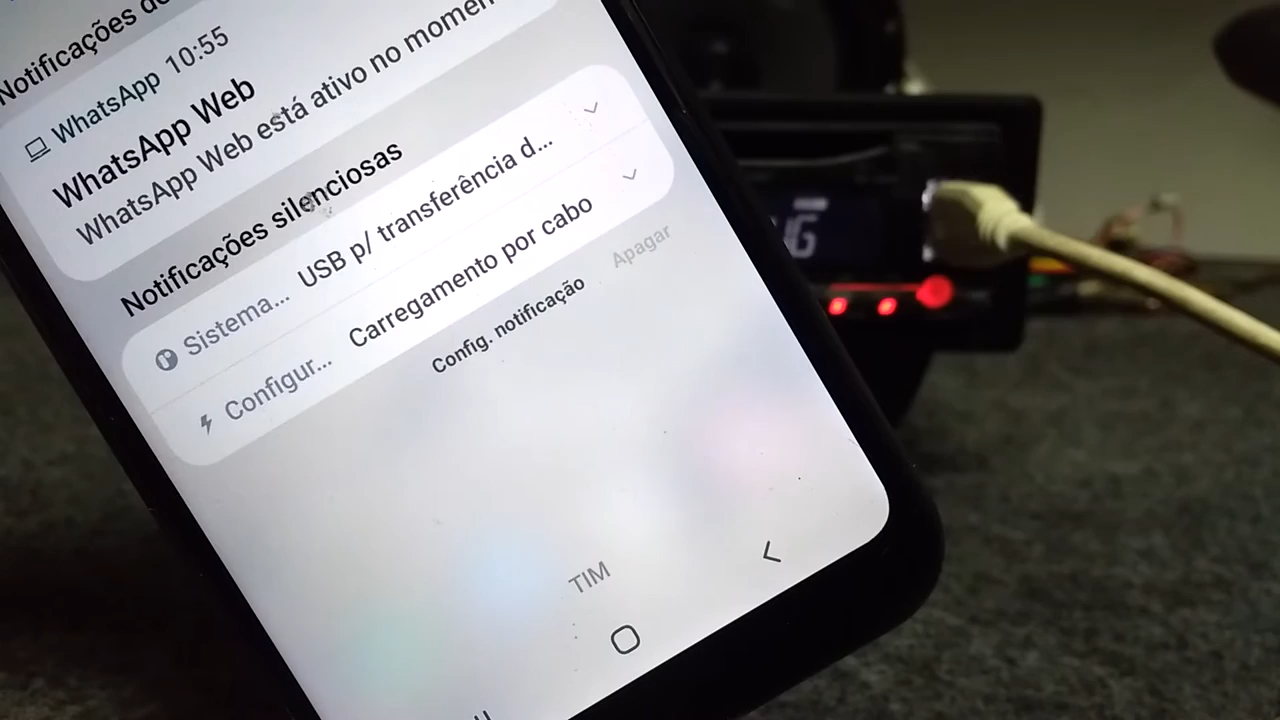 Notificações de
WhatsApp 10:55
WhatsApp Web
WhatsApp Web está ativo no momen
Notificações silenciosas
Sistema... USB p/ transferência d...
Configur... Carregamento por cabo
Config. notificação Apagar
TIM